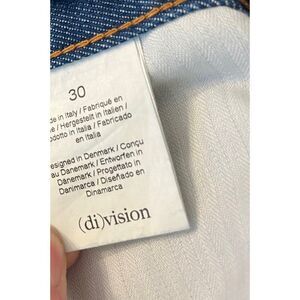 30
de in Italy / Fabriqué en
e / Hergestellt in Italien /
odotto in Italia / Fabricado
en Italia
esigned in Denmark / Conçu
au Danemark / Entworfen in
Dänemark / Progettato in
Danimarca / Diseñado en
Dinamarca
(di)vision